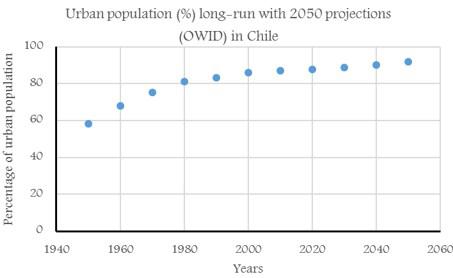 Urban population (%) long-run with 2050 projections
(OWID) in Chile
Percentage of urban population
100
80
60
40
20
0
1940 1960 1980 2000 2020 2040 2060
Years